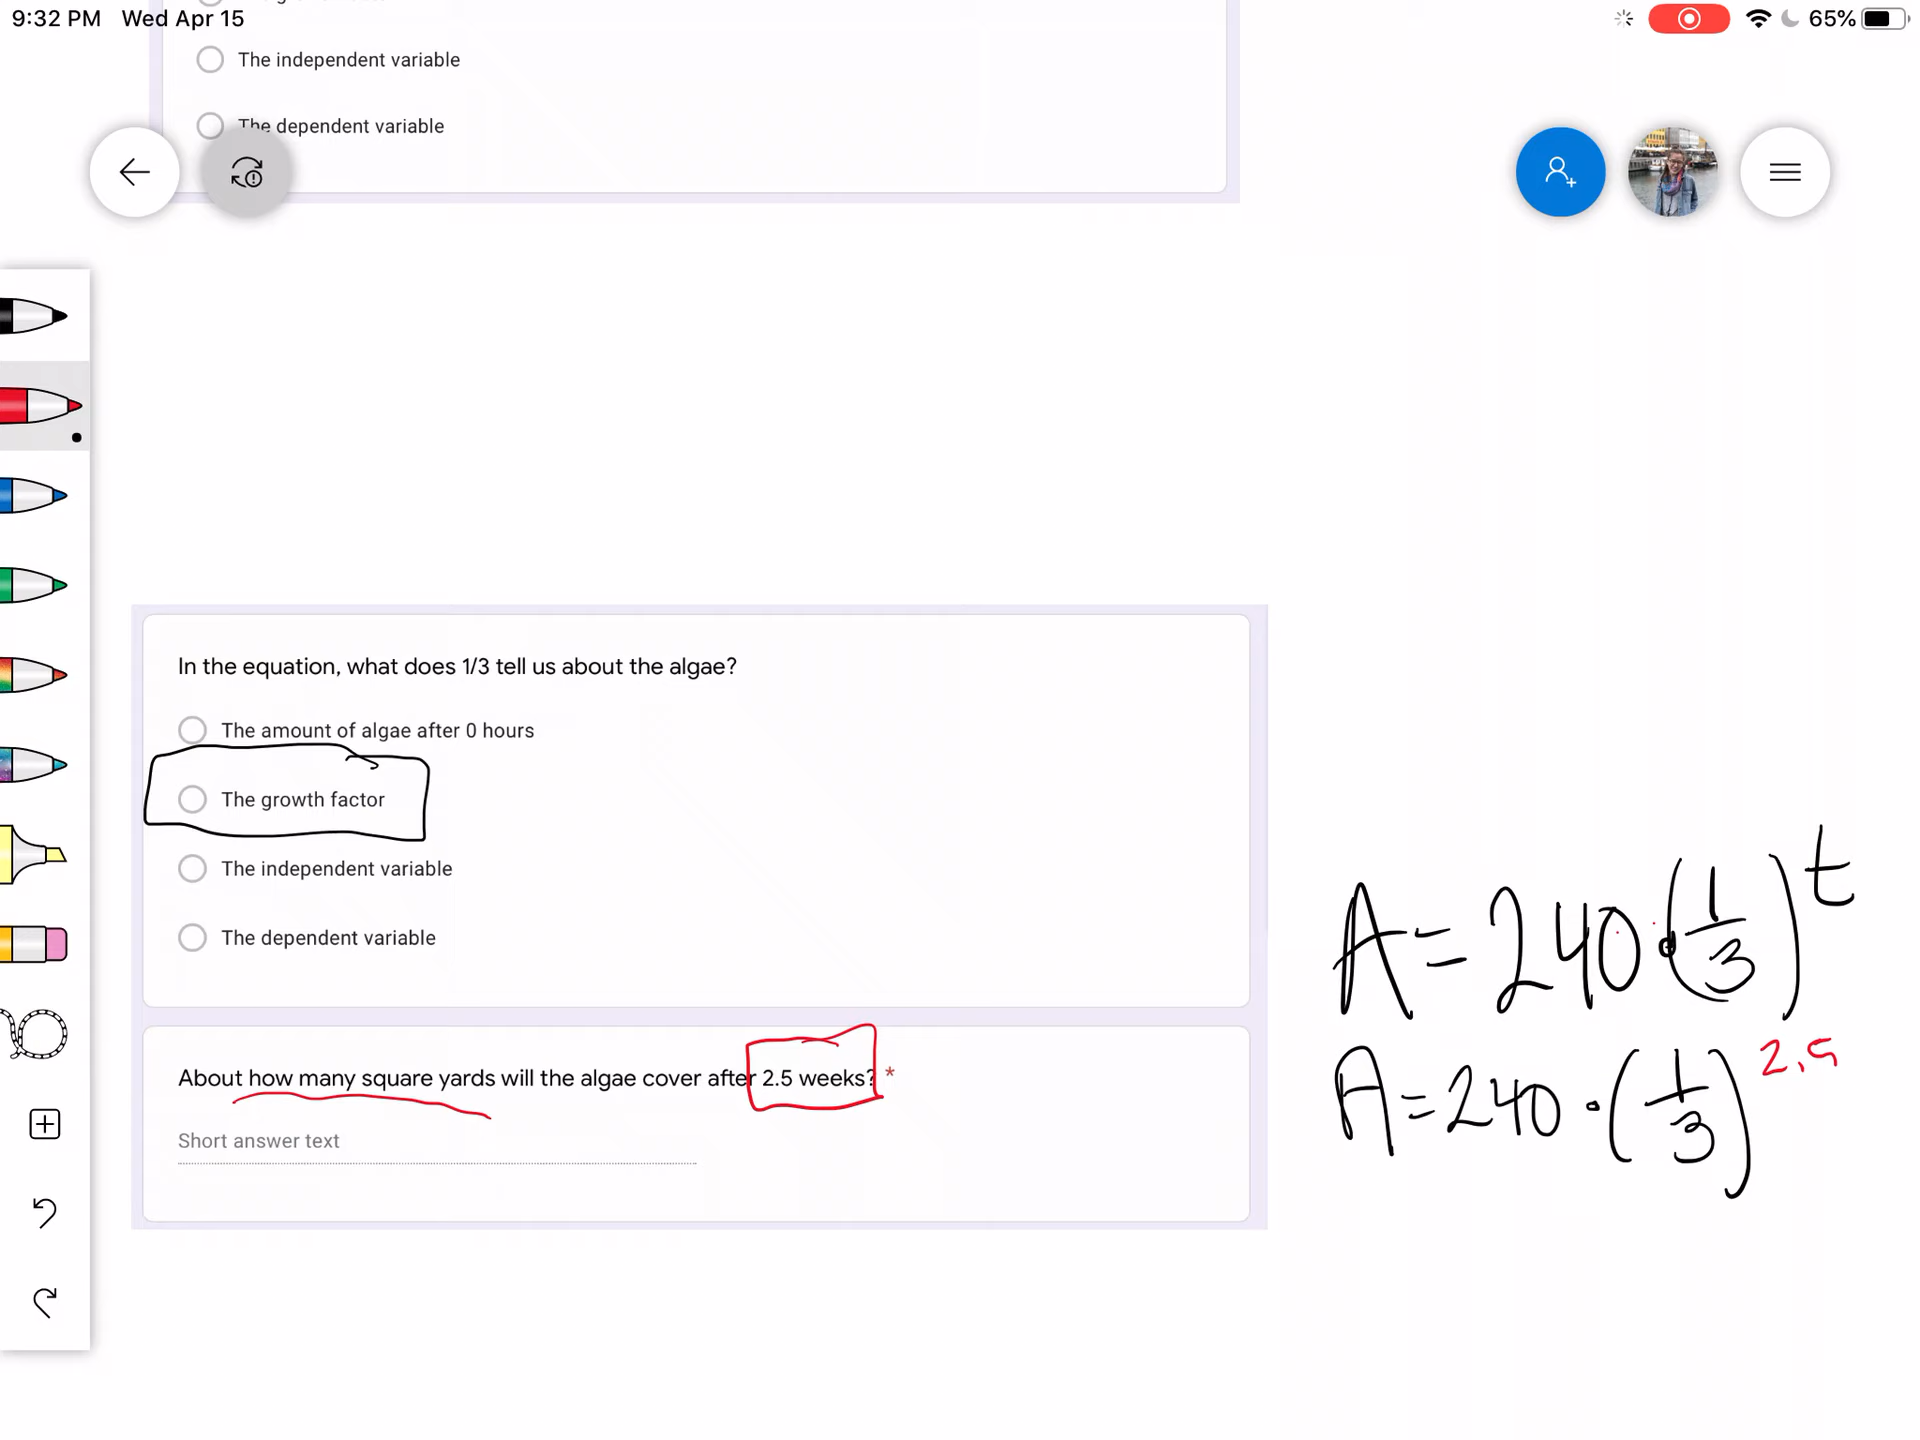 9:32 PM Wed Apr 15
65%
The independent variable
The dependent variable
In the equation, what does 1/3 tell us about the algae?
The amount of algae after 0 hours
The growth factor
The independent variable
The dependent variable
A = 240 · (1/3)^t
About how many square yards will the algae cover after 2.5 weeks? *
A = 240 · (1/3)^2.5
Short answer text